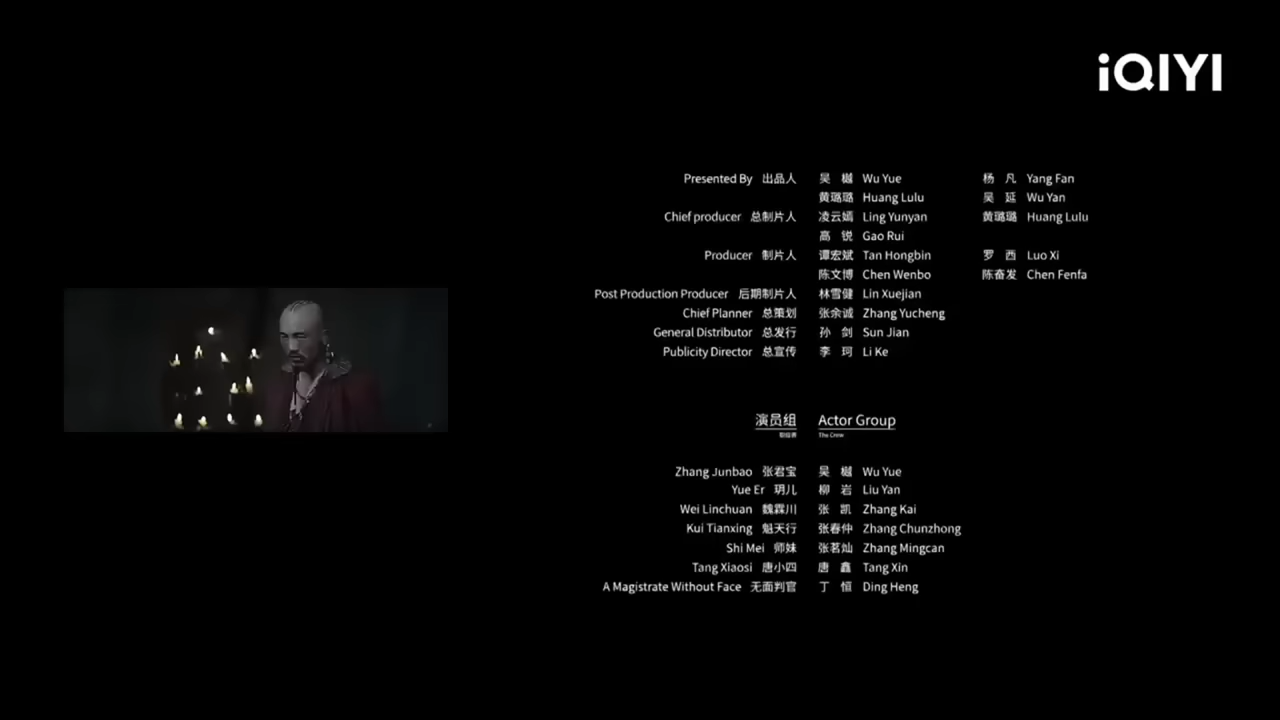 iQIYI
Presented By 出品人 吴 樾 Wu Yue 杨 凡 Yang Fan
黄璐璐 Huang Lulu 吴 延 Wu Yan
Chief producer 总制片人 凌云嫣 Ling Yunyan 黄璐璐 Huang Lulu
高 锐 Gao Rui
Producer 制片人 谭宏斌 Tan Hongbin 罗 西 Luo Xi
陈文博 Chen Wenbo 陈奋发 Chen Fenfa
Post Production Producer 后期制片人 林雪健 Lin Xuejian
Chief Planner 总策划 张余诚 Zhang Yucheng
General Distributor 总发行 孙 剑 Sun Jian
Publicity Director 总宣传 李 珂 Li Ke
演员组 Actor Group
The Crew
Zhang Junbao 张君宝 吴 樾 Wu Yue
Yue Er 玥儿 柳 岩 Liu Yan
Wei Linchuan 魏霖川 张 凯 Zhang Kai
Kui Tianxing 魁天行 张春仲 Zhang Chunzhong
Shi Mei 师妹 张茗灿 Zhang Mingcan
Tang Xiaosi 唐小四 唐 鑫 Tang Xin
A Magistrate Without Face 无面判官 丁 恒 Ding Heng